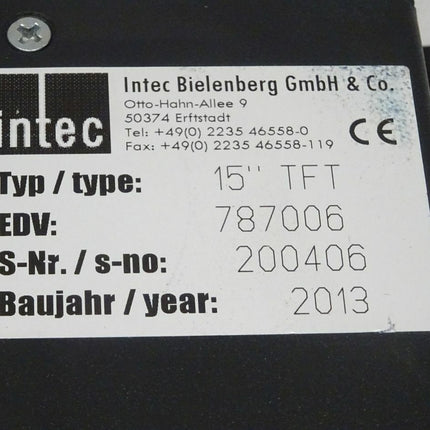 intec
Intec Bielenberg GmbH & Co.
Otto-Hahn-Allee 9
50374 Erftstadt
Tel: +49(0) 2235 46558-0
Fax: +49(0) 2235 46558-119
CE
Typ / type: 15'' TFT
EDV: 787006
S-Nr. / s-no: 200406
Baujahr / year: 2013